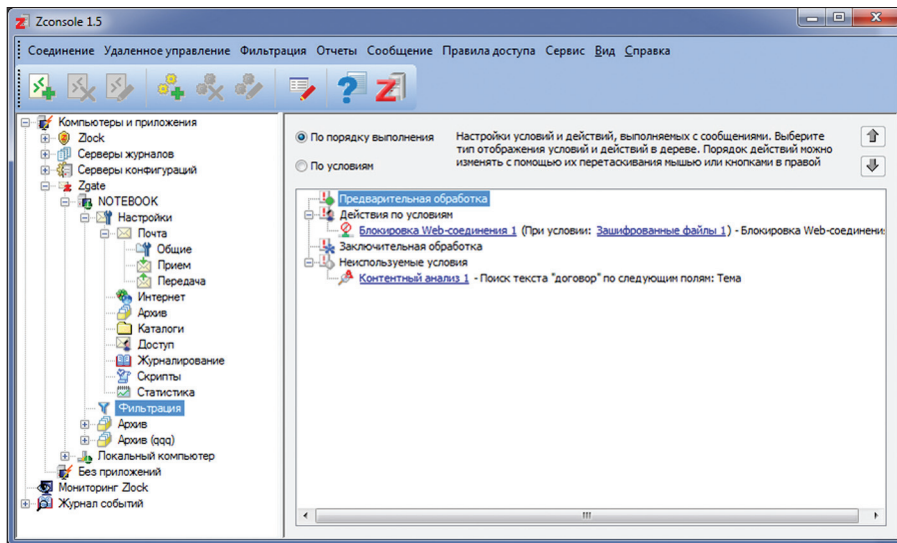 Zconsole 1.5
Соединение Удаленное управление Фильтрация Отчеты Сообщение Правила доступа Сервис Вид Справка
Компьютеры и приложения
Zlock
Серверы журналов
Серверы конфигураций
Zgate
NOTEBOOK
Настройки
Почта
Общие
Прием
Передача
Интернет
Архив
Каталоги
Доступ
Журналирование
Скрипты
Статистика
Фильтрация
Архив
Архив (qqq)
Локальный компьютер
Без приложений
Мониторинг Zlock
Журнал событий
По порядку выполнения
По условиям
Настройки условий и действий, выполняемых с сообщениями. Выберите
тип отображения условий и действий в дереве. Порядок действий можно
изменять с помощью их перетаскивания мышью или кнопками в правой
Предварительная обработка
Действия по условиям
Блокировка Web-соединения 1 (При условии: Зашифрованные файлы 1) - Блокировка Web-соединени
Заключительная обработка
Неиспользуемые условия
Контентный анализ 1 - Поиск текста "договор" по следующим полям: Тема